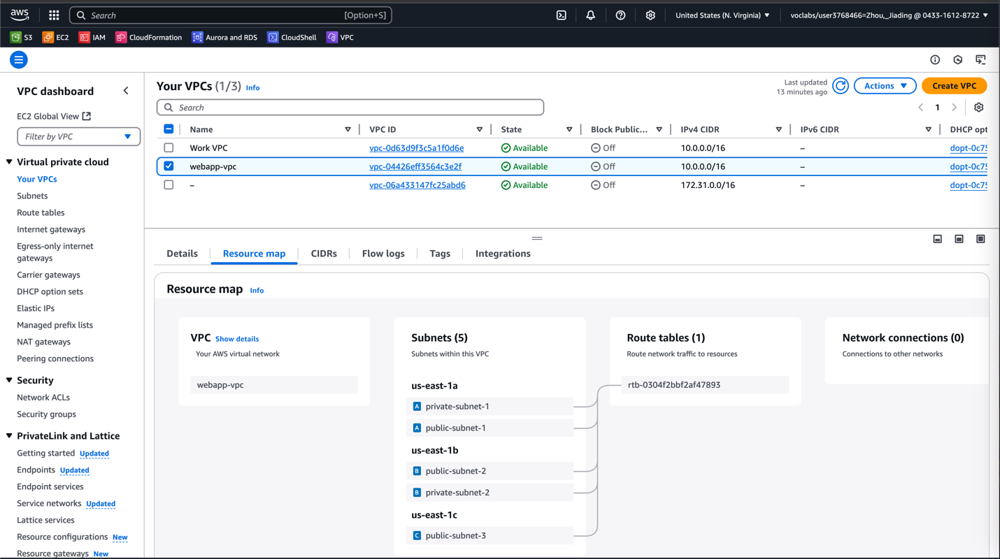 aws
Search [Option+S]
United States (N. Virginia)
voclabs/user3768466=Zhou,_Jiading @ 0433-1612-8722
S3 EC2 IAM CloudFormation Aurora and RDS CloudShell VPC
VPC dashboard
EC2 Global View
Filter by VPC
Virtual private cloud
Your VPCs
Subnets
Route tables
Internet gateways
Egress-only internet
gateways
Carrier gateways
DHCP option sets
Elastic IPs
Managed prefix lists
NAT gateways
Peering connections
Security
Network ACLs
Security groups
PrivateLink and Lattice
Getting started Updated
Endpoints Updated
Endpoint services
Service networks Updated
Lattice services
Resource configurations New
Resource gateways New
Your VPCs (1/3) Info
Last updated
13 minutes ago
Actions
Create VPC
Search
1
Name VPC ID State Block Public... IPv4 CIDR IPv6 CIDR DHCP opt
Work VPC vpc-0d63d9f3c5a1f0d6e Available Off 10.0.0.0/16 – dopt-0c75
webapp-vpc vpc-04426eff3564c3e2f Available Off 10.0.0.0/16 – dopt-0c75
– vpc-06a433147fc25abd6 Available Off 172.31.0.0/16 – dopt-0c75
Details Resource map CIDRs Flow logs Tags Integrations
Resource map Info
VPC Show details
Your AWS virtual network
webapp-vpc
Subnets (5)
Subnets within this VPC
us-east-1a
A private-subnet-1
A public-subnet-1
us-east-1b
B public-subnet-2
B private-subnet-2
us-east-1c
C public-subnet-3
Route tables (1)
Route network traffic to resources
rtb-0304f2bbf2af47893
Network connections (0)
Connections to other networks